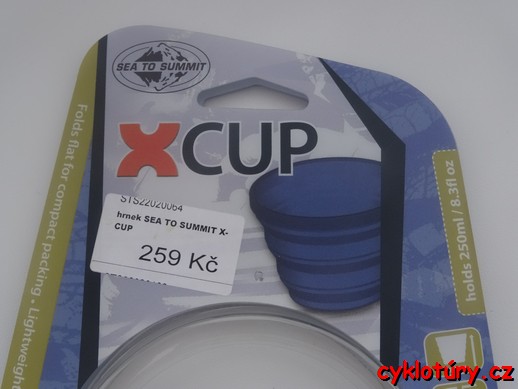 SEA TO SUMMIT
XCUP
STS22020064
hrnek SEA TO SUMMIT X-
CUP
259 Kč
Folds flat for compact packing - Lightweight
holds 250ml / 8.3fl oz
cyklotúry.cz